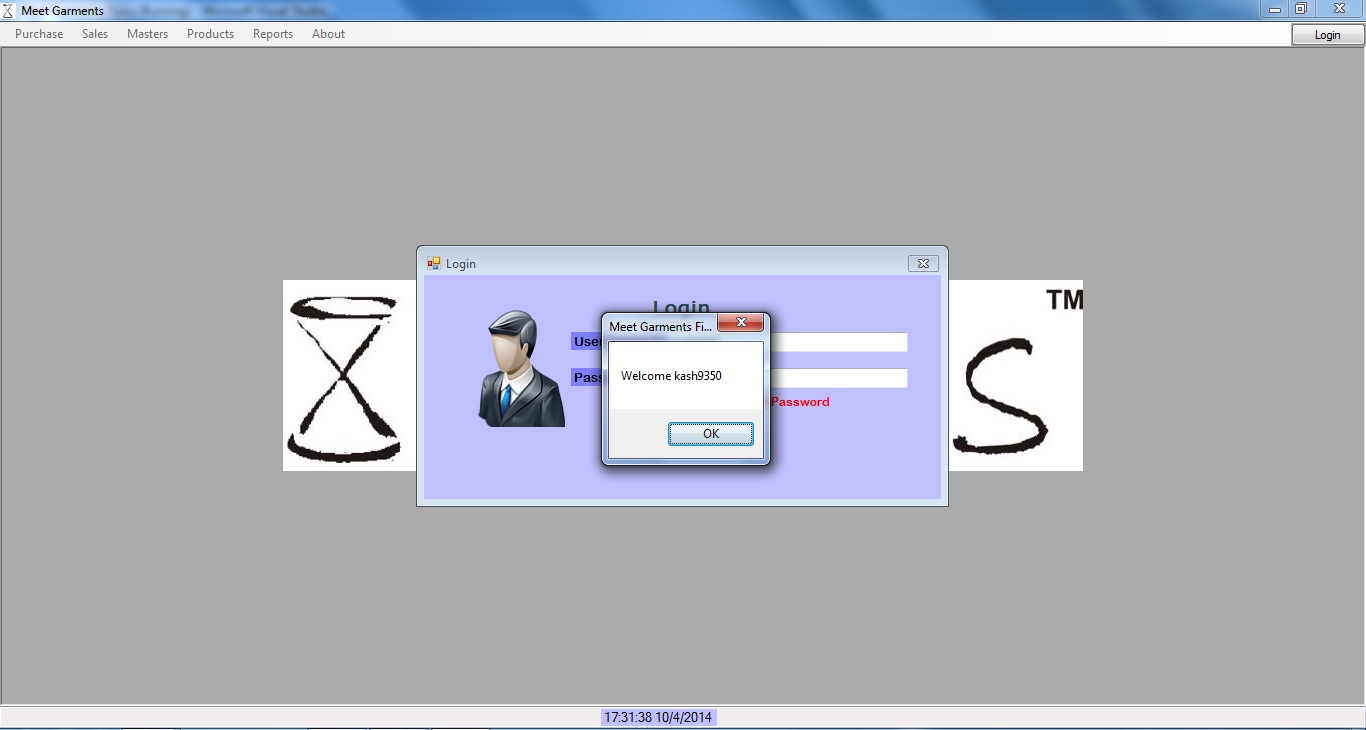 Meet Garments
Purchase Sales Masters Products Reports About
Login
Login
TM
Login
Meet Garments Fi...
User
Pass
Welcome kash9350
Password
OK
S
17:31:38 10/4/2014